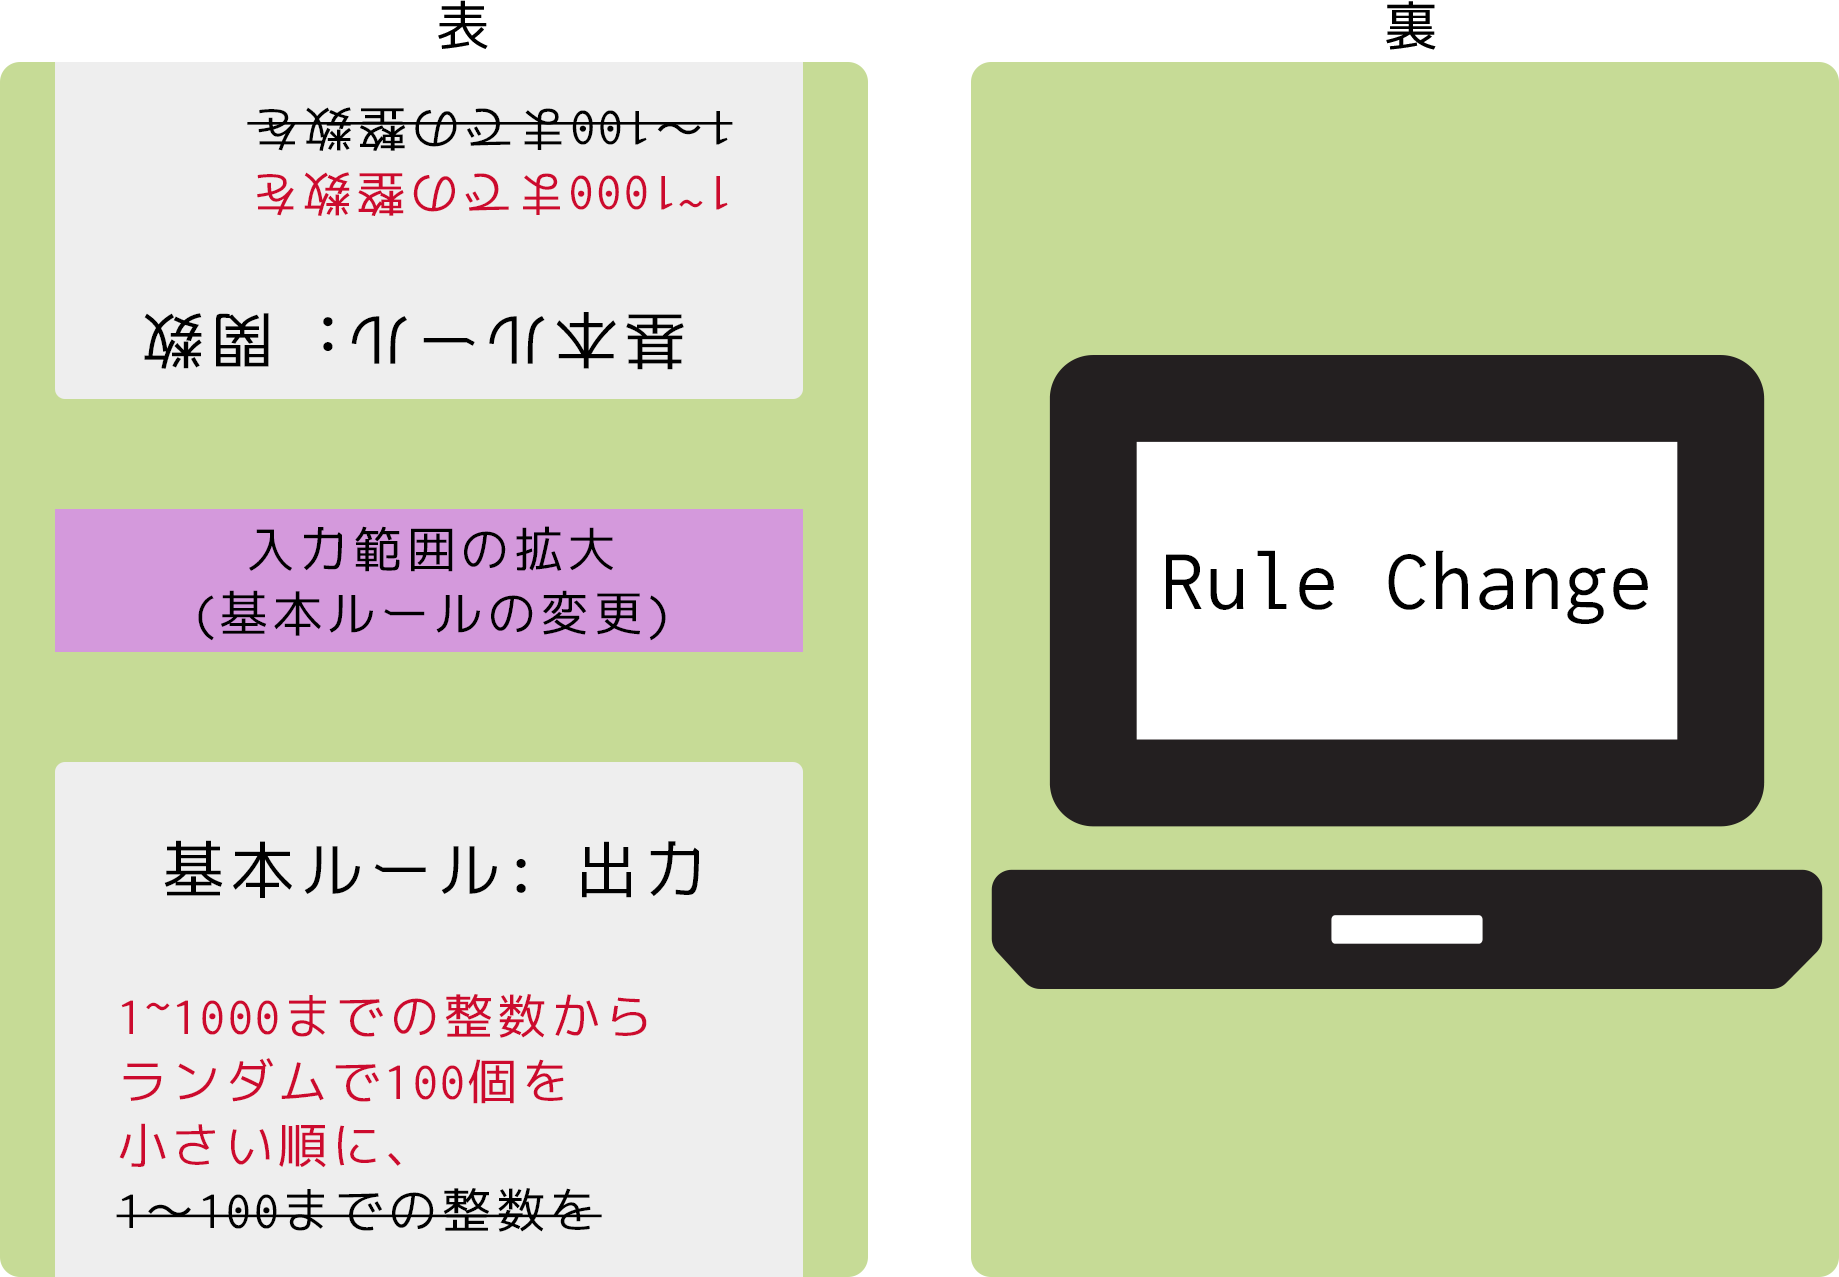 表
1〜100までの整数を
1~1000までの整数を
基本ルール: 関数
入力範囲の拡大
(基本ルールの変更)
基本ルール: 出力
1~1000までの整数から
ランダムで100個を
小さい順に、
1〜100までの整数を
裏
Rule Change